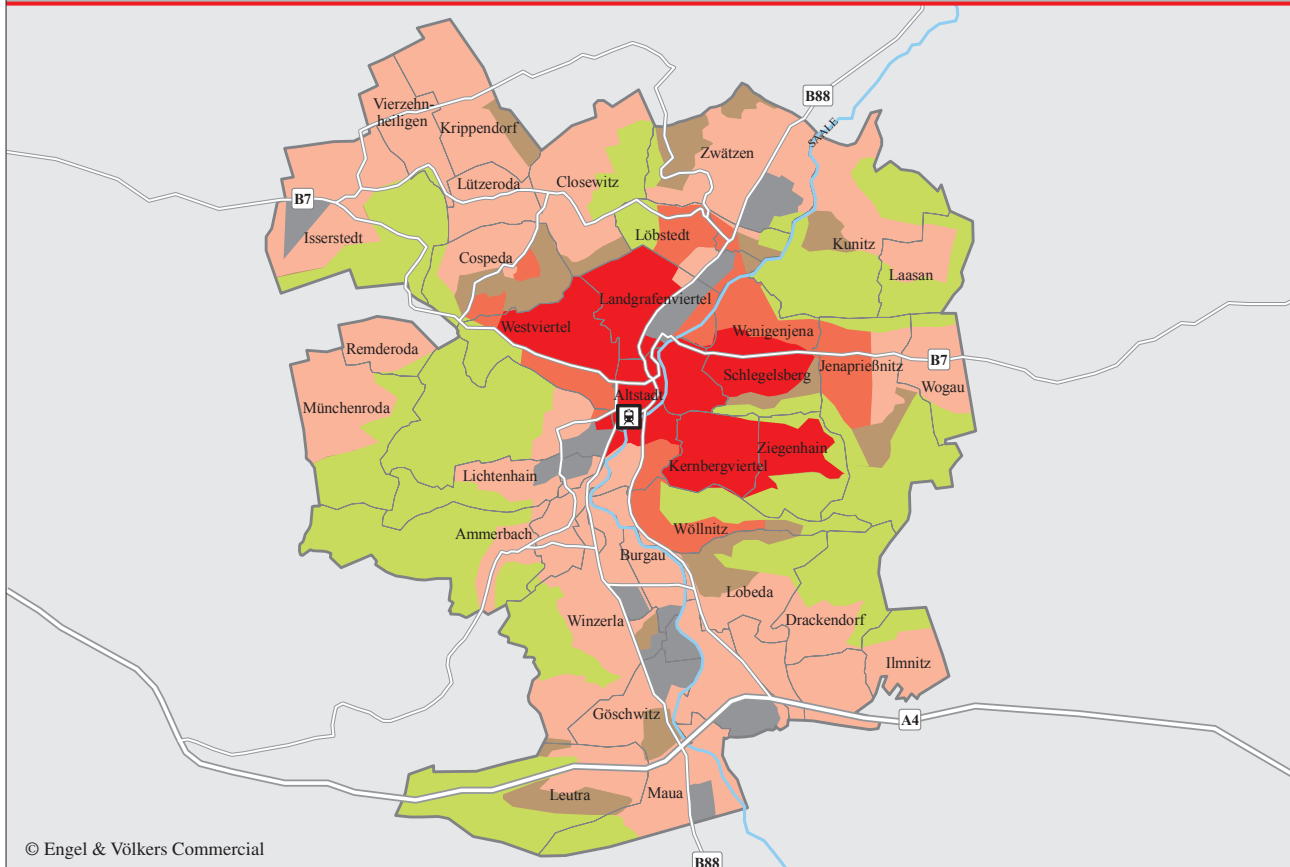 B88
SAALE
Vierzehn-
heiligen
Krippendorf
Zwätzen
Lützeroda
Closewitz
B7
Isserstedt
Löbstedt
Kunitz
Cospeda
Laasan
Landgrafenviertel
Westviertel
Wenigenjena
Remderoda
B7
Jenaprießnitz
Schlegelsberg
Wogau
Altstadt
Münchenroda
Ziegenhain
Kernbergviertel
Lichtenhain
Wöllnitz
Ammerbach
Burgau
Lobeda
Winzerla
Drackendorf
Ilmnitz
Göschwitz
A4
Leutra
Maua
© Engel & Völkers Commercial
B88